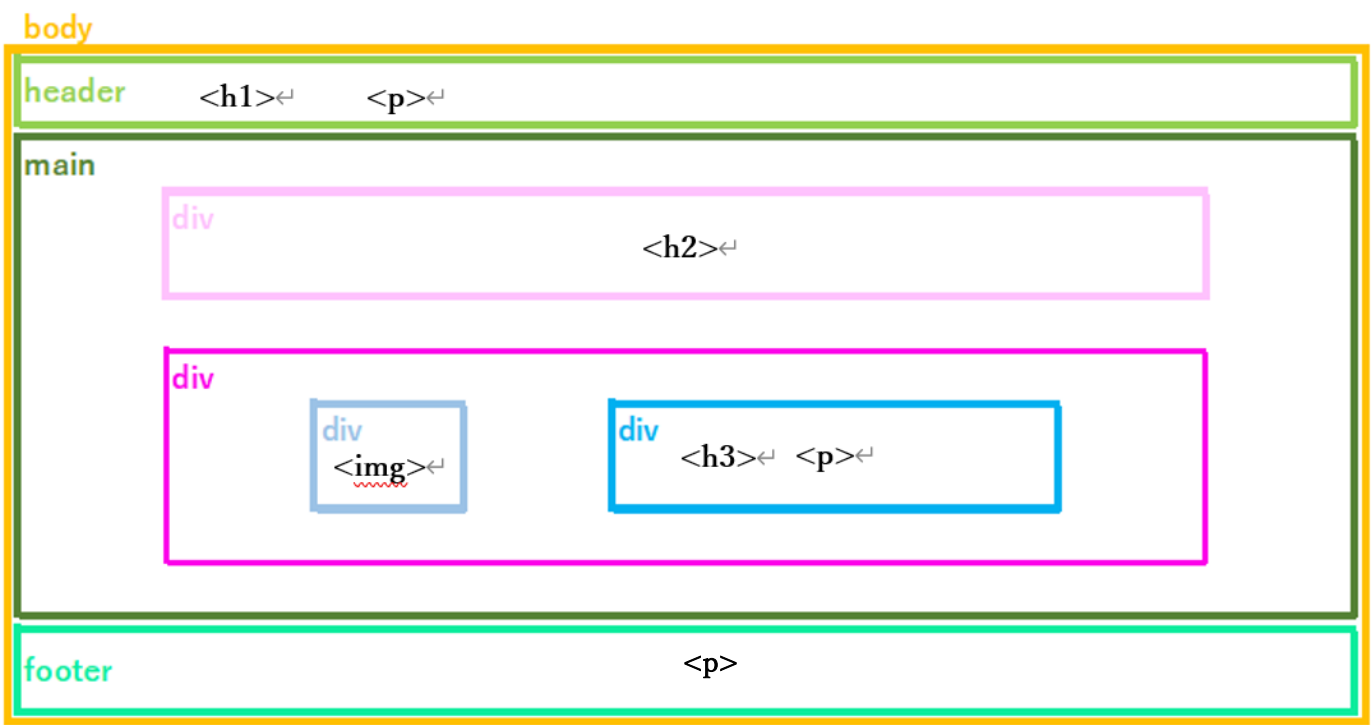 body
header <h1>↵ <p>↵
main
div
<h2>↵
div
div
<img>↵
div
<h3>↵ <p>↵
footer <p>